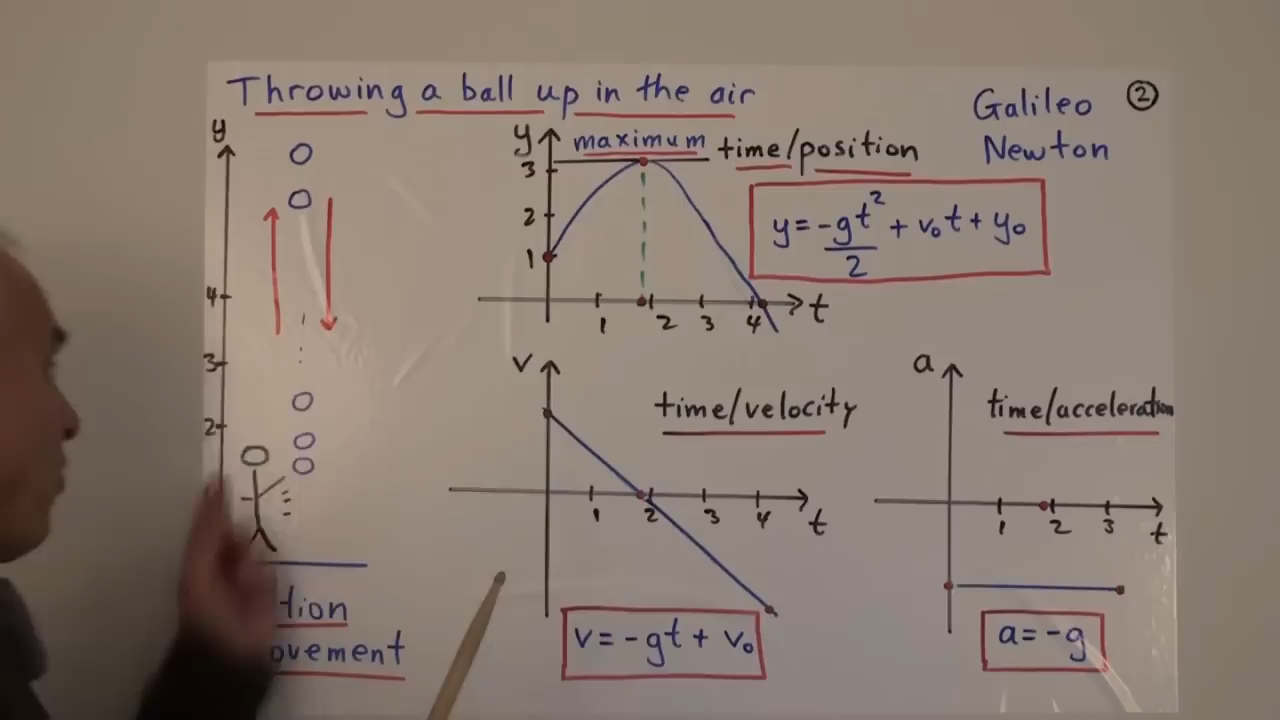 Throwing a ball up in the air
Galileo
Newton
2
y
4
3
2
y
maximum
time/position
3
2
1
1 2 3 4 t
y = -gt²/2 + v₀t + y₀
v
time/velocity
1 2 3 4 t
v = -gt + v₀
a
time/acceleration
1 2 3 t
a = -g